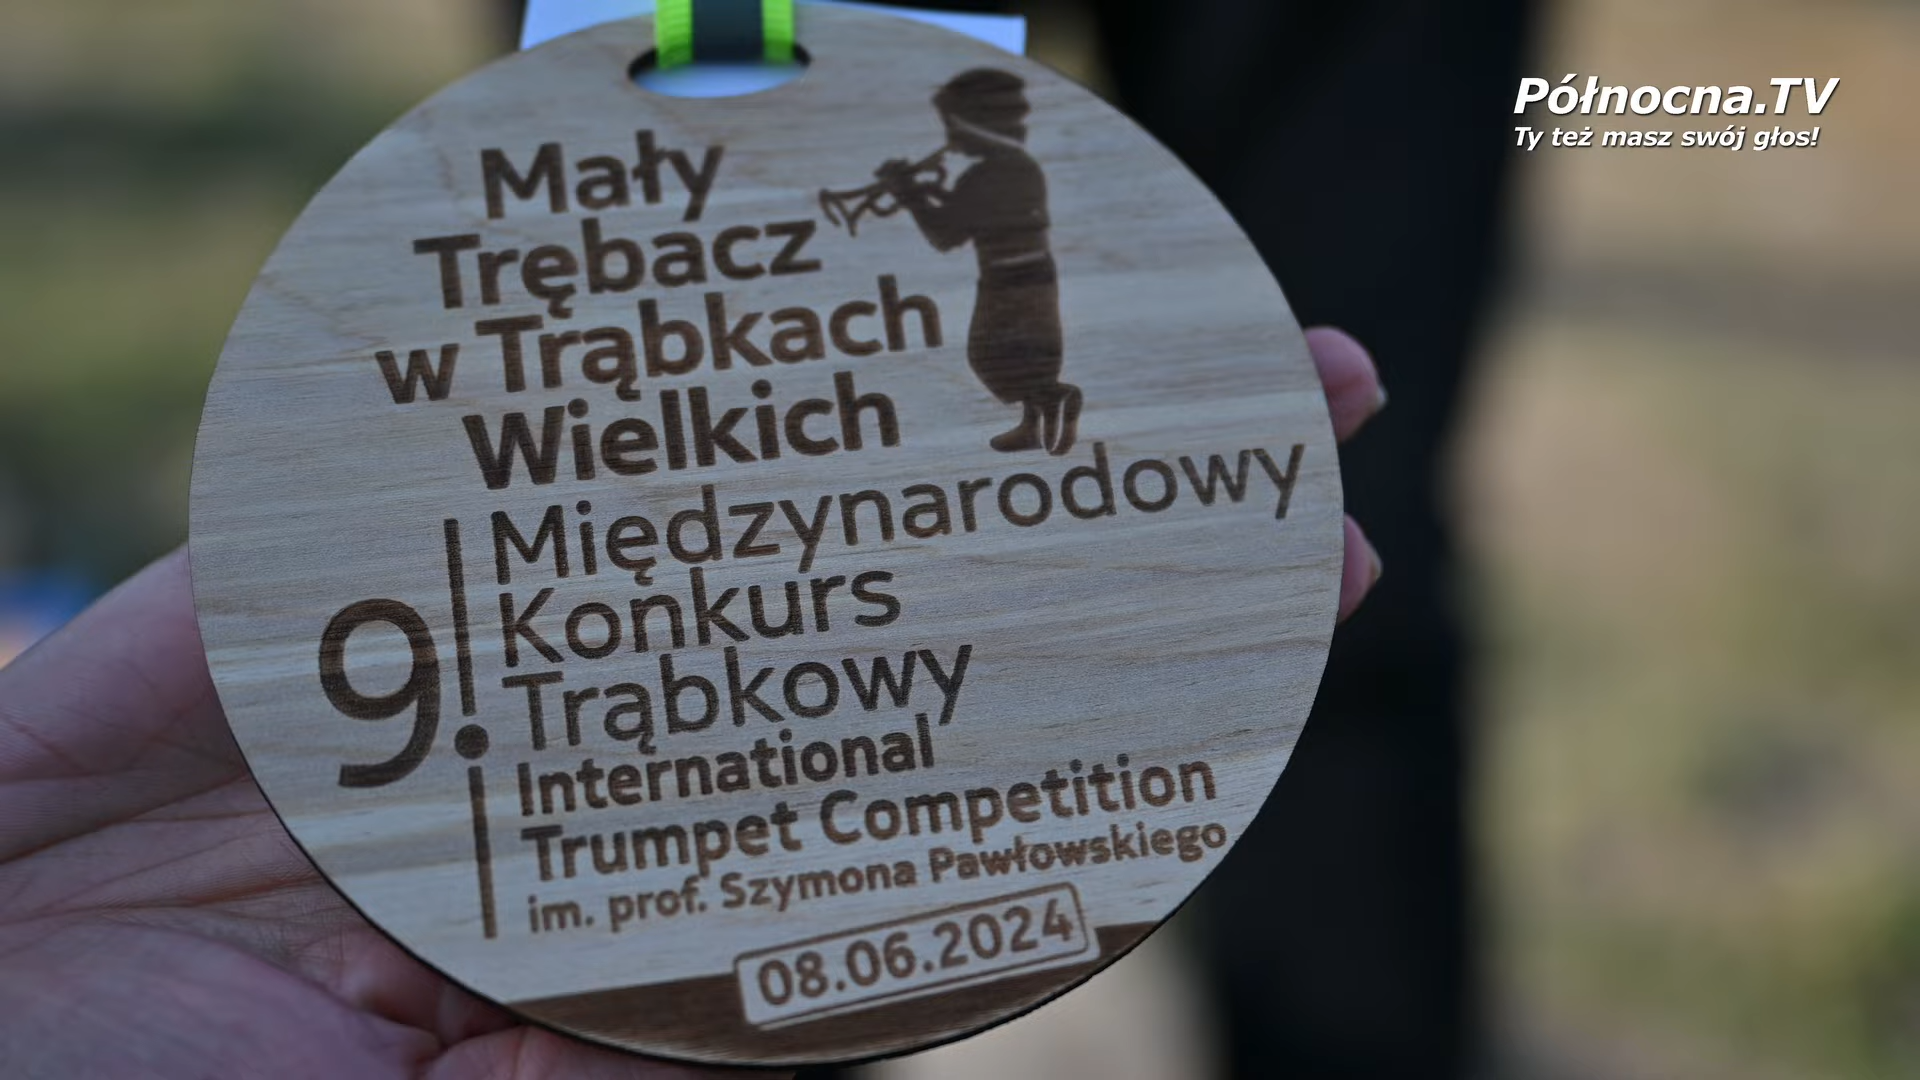 Północna.TV
Ty też masz swój głos!
Mały
Trębacz
w Trąbkach
Wielkich
9.
Międzynarodowy
Konkurs
Trąbkowy
International
Trumpet Competition
im. prof. Szymona Pawłowskiego
08.06.2024